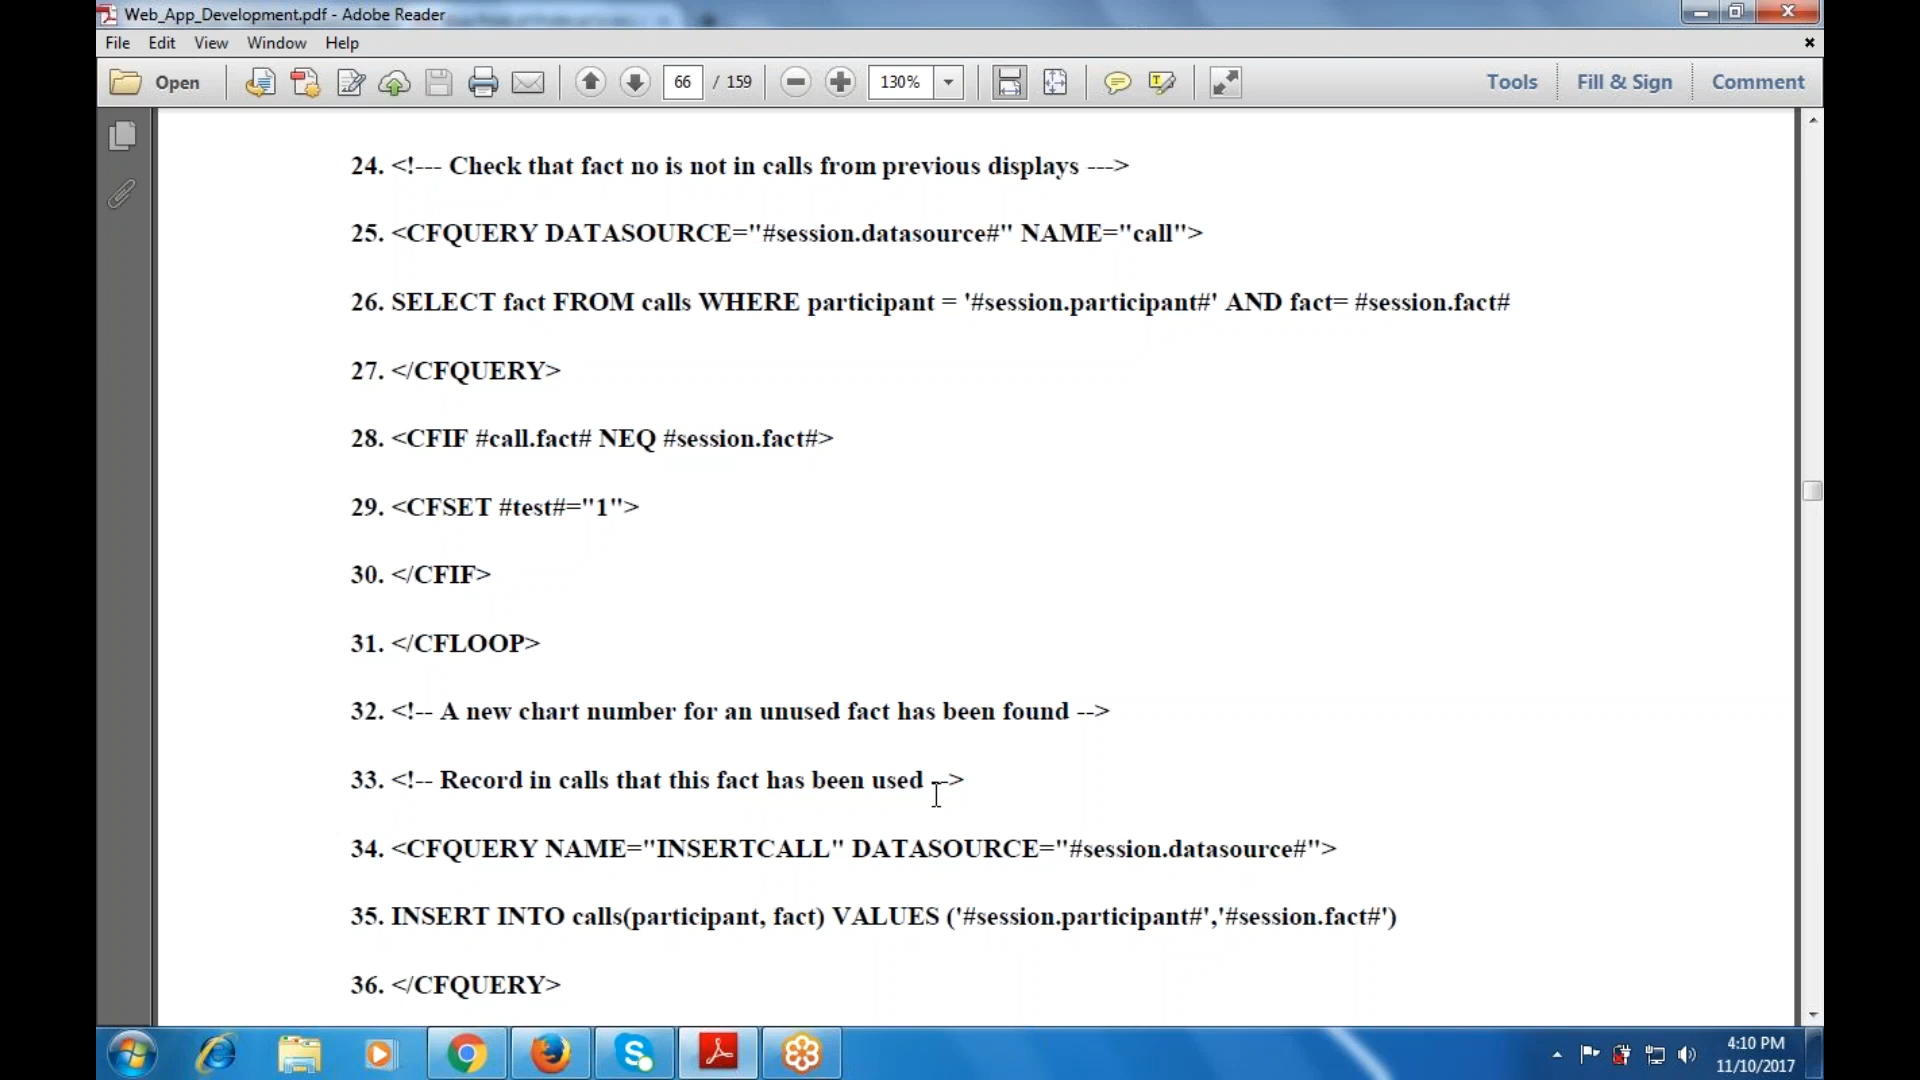 Web_App_Development.pdf - Adobe Reader
File Edit View Window Help
Open 66 / 159 130% Tools Fill & Sign Comment
24. <!--- Check that fact no is not in calls from previous displays --->
25. <CFQUERY DATASOURCE="#session.datasource#" NAME="call">
26. SELECT fact FROM calls WHERE participant = '#session.participant#' AND fact= #session.fact#
27. </CFQUERY>
28. <CFIF #call.fact# NEQ #session.fact#>
29. <CFSET #test#="1">
30. </CFIF>
31. </CFLOOP>
32. <!-- A new chart number for an unused fact has been found -->
33. <!-- Record in calls that this fact has been used -->
34. <CFQUERY NAME="INSERTCALL" DATASOURCE="#session.datasource#">
35. INSERT INTO calls(participant, fact) VALUES ('#session.participant#','#session.fact#')
36. </CFQUERY>
4:10 PM
11/10/2017